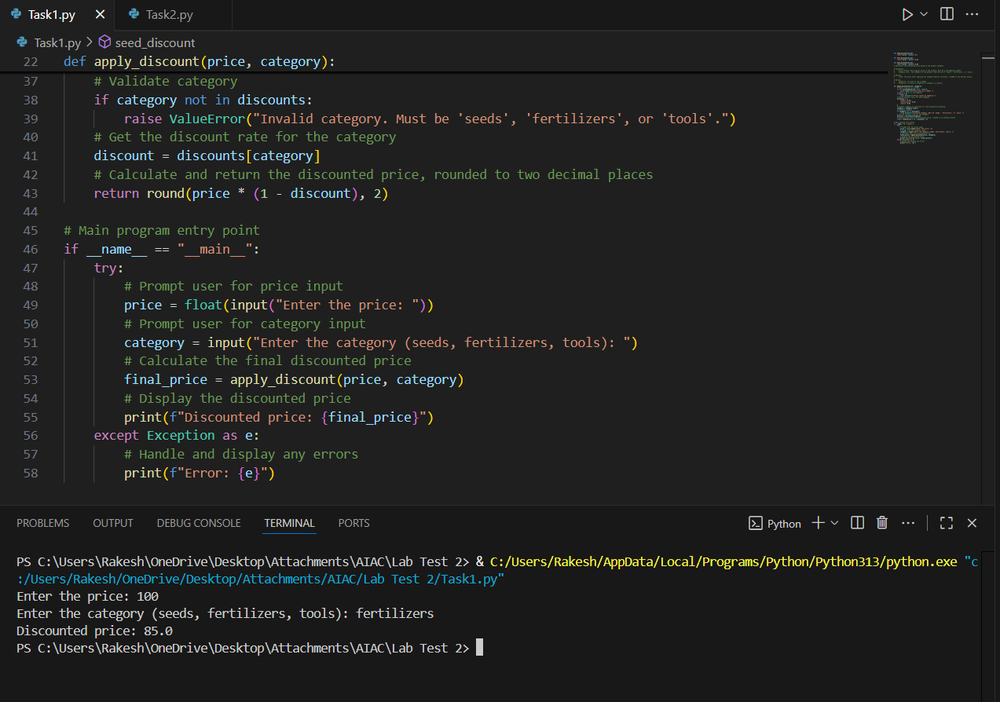 Task1.py
Task2.py
Task1.py > seed_discount
22 def apply_discount(price, category):
37 # Validate category
38 if category not in discounts:
39 raise ValueError("Invalid category. Must be 'seeds', 'fertilizers', or 'tools'.")
40 # Get the discount rate for the category
41 discount = discounts[category]
42 # Calculate and return the discounted price, rounded to two decimal places
43 return round(price * (1 - discount), 2)
44
45 # Main program entry point
46 if __name__ == "__main__":
47 try:
48 # Prompt user for price input
49 price = float(input("Enter the price: "))
50 # Prompt user for category input
51 category = input("Enter the category (seeds, fertilizers, tools): ")
52 # Calculate the final discounted price
53 final_price = apply_discount(price, category)
54 # Display the discounted price
55 print(f"Discounted price: {final_price}")
56 except Exception as e:
57 # Handle and display any errors
58 print(f"Error: {e}")
PROBLEMS OUTPUT DEBUG CONSOLE TERMINAL PORTS
Python
PS C:\Users\Rakesh\OneDrive\Desktop\Attachments\AIAC\Lab Test 2> & C:/Users/Rakesh/AppData/Local/Programs/Python/Python313/python.exe "c
:/Users/Rakesh/OneDrive/Desktop/Attachments/AIAC/Lab Test 2/Task1.py"
Enter the price: 100
Enter the category (seeds, fertilizers, tools): fertilizers
Discounted price: 85.0
PS C:\Users\Rakesh\OneDrive\Desktop\Attachments\AIAC\Lab Test 2>